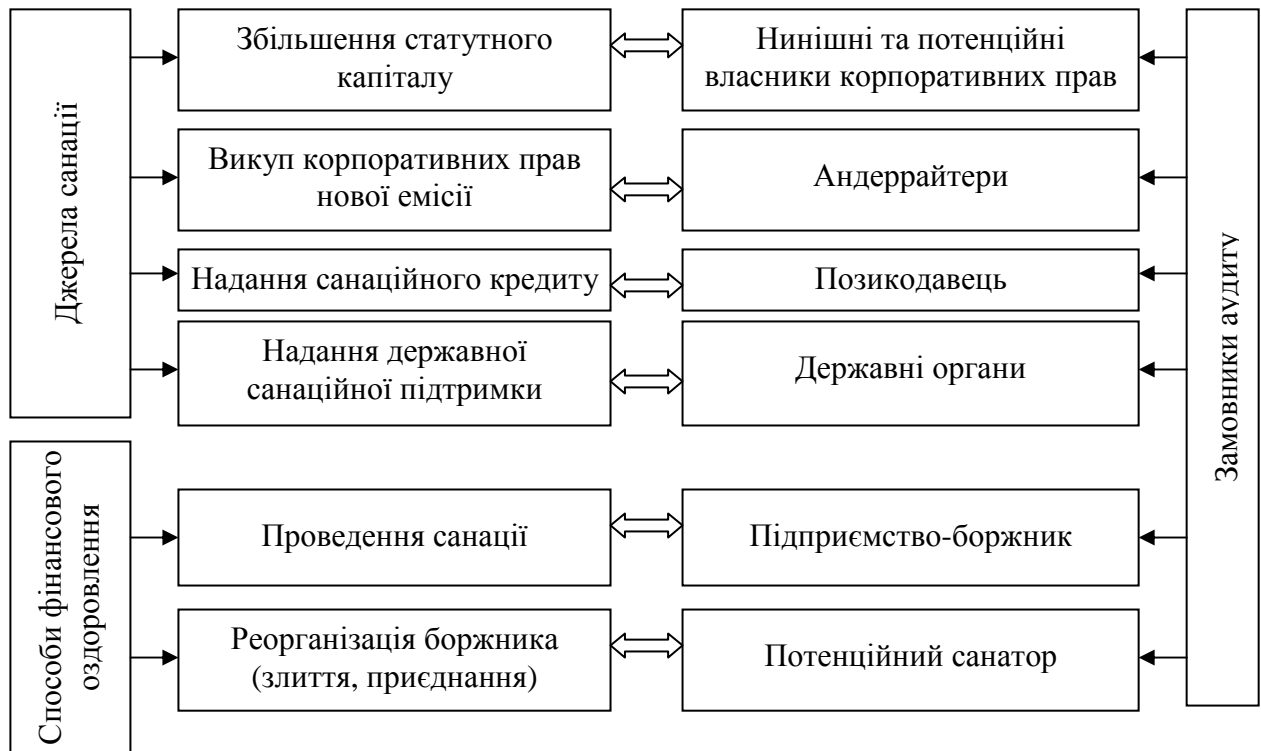 Джерела санації
Збільшення статутного
капіталу
Нинішні та потенційні
власники корпоративних прав
Викуп корпоративних прав
нової емісії
Андеррайтери
Надання санаційного кредиту
Позикодавець
Надання державної
санаційної підтримки
Державні органи
Замовники аудиту
Способи фінансового
оздоровлення
Проведення санації
Підприємство-боржник
Реорганізація боржника
(злиття, приєднання)
Потенційний санатор